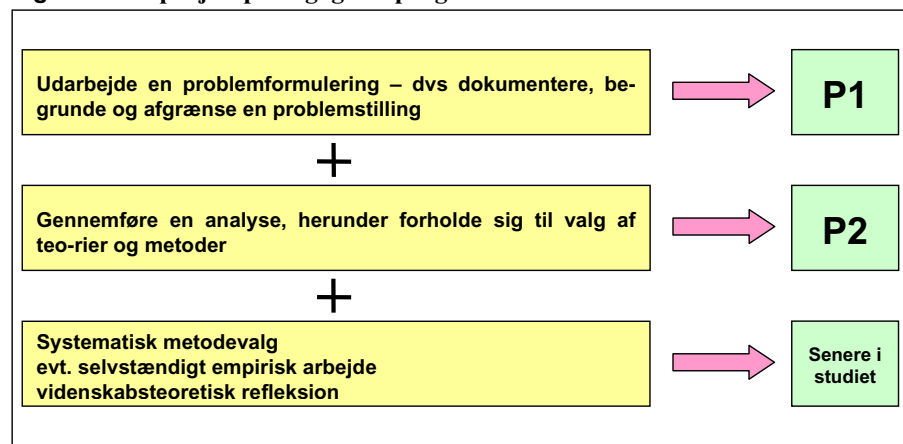 Udarbejde en problemformulering – dvs dokumentere, be-
grunde og afgrænse en problemstilling
P1
+
Gennemføre en analyse, herunder forholde sig til valg af
teo-rier og metoder
P2
+
Systematisk metodevalg
evt. selvstændigt empirisk arbejde
videnskabsteoretisk refleksion
Senere i
studiet